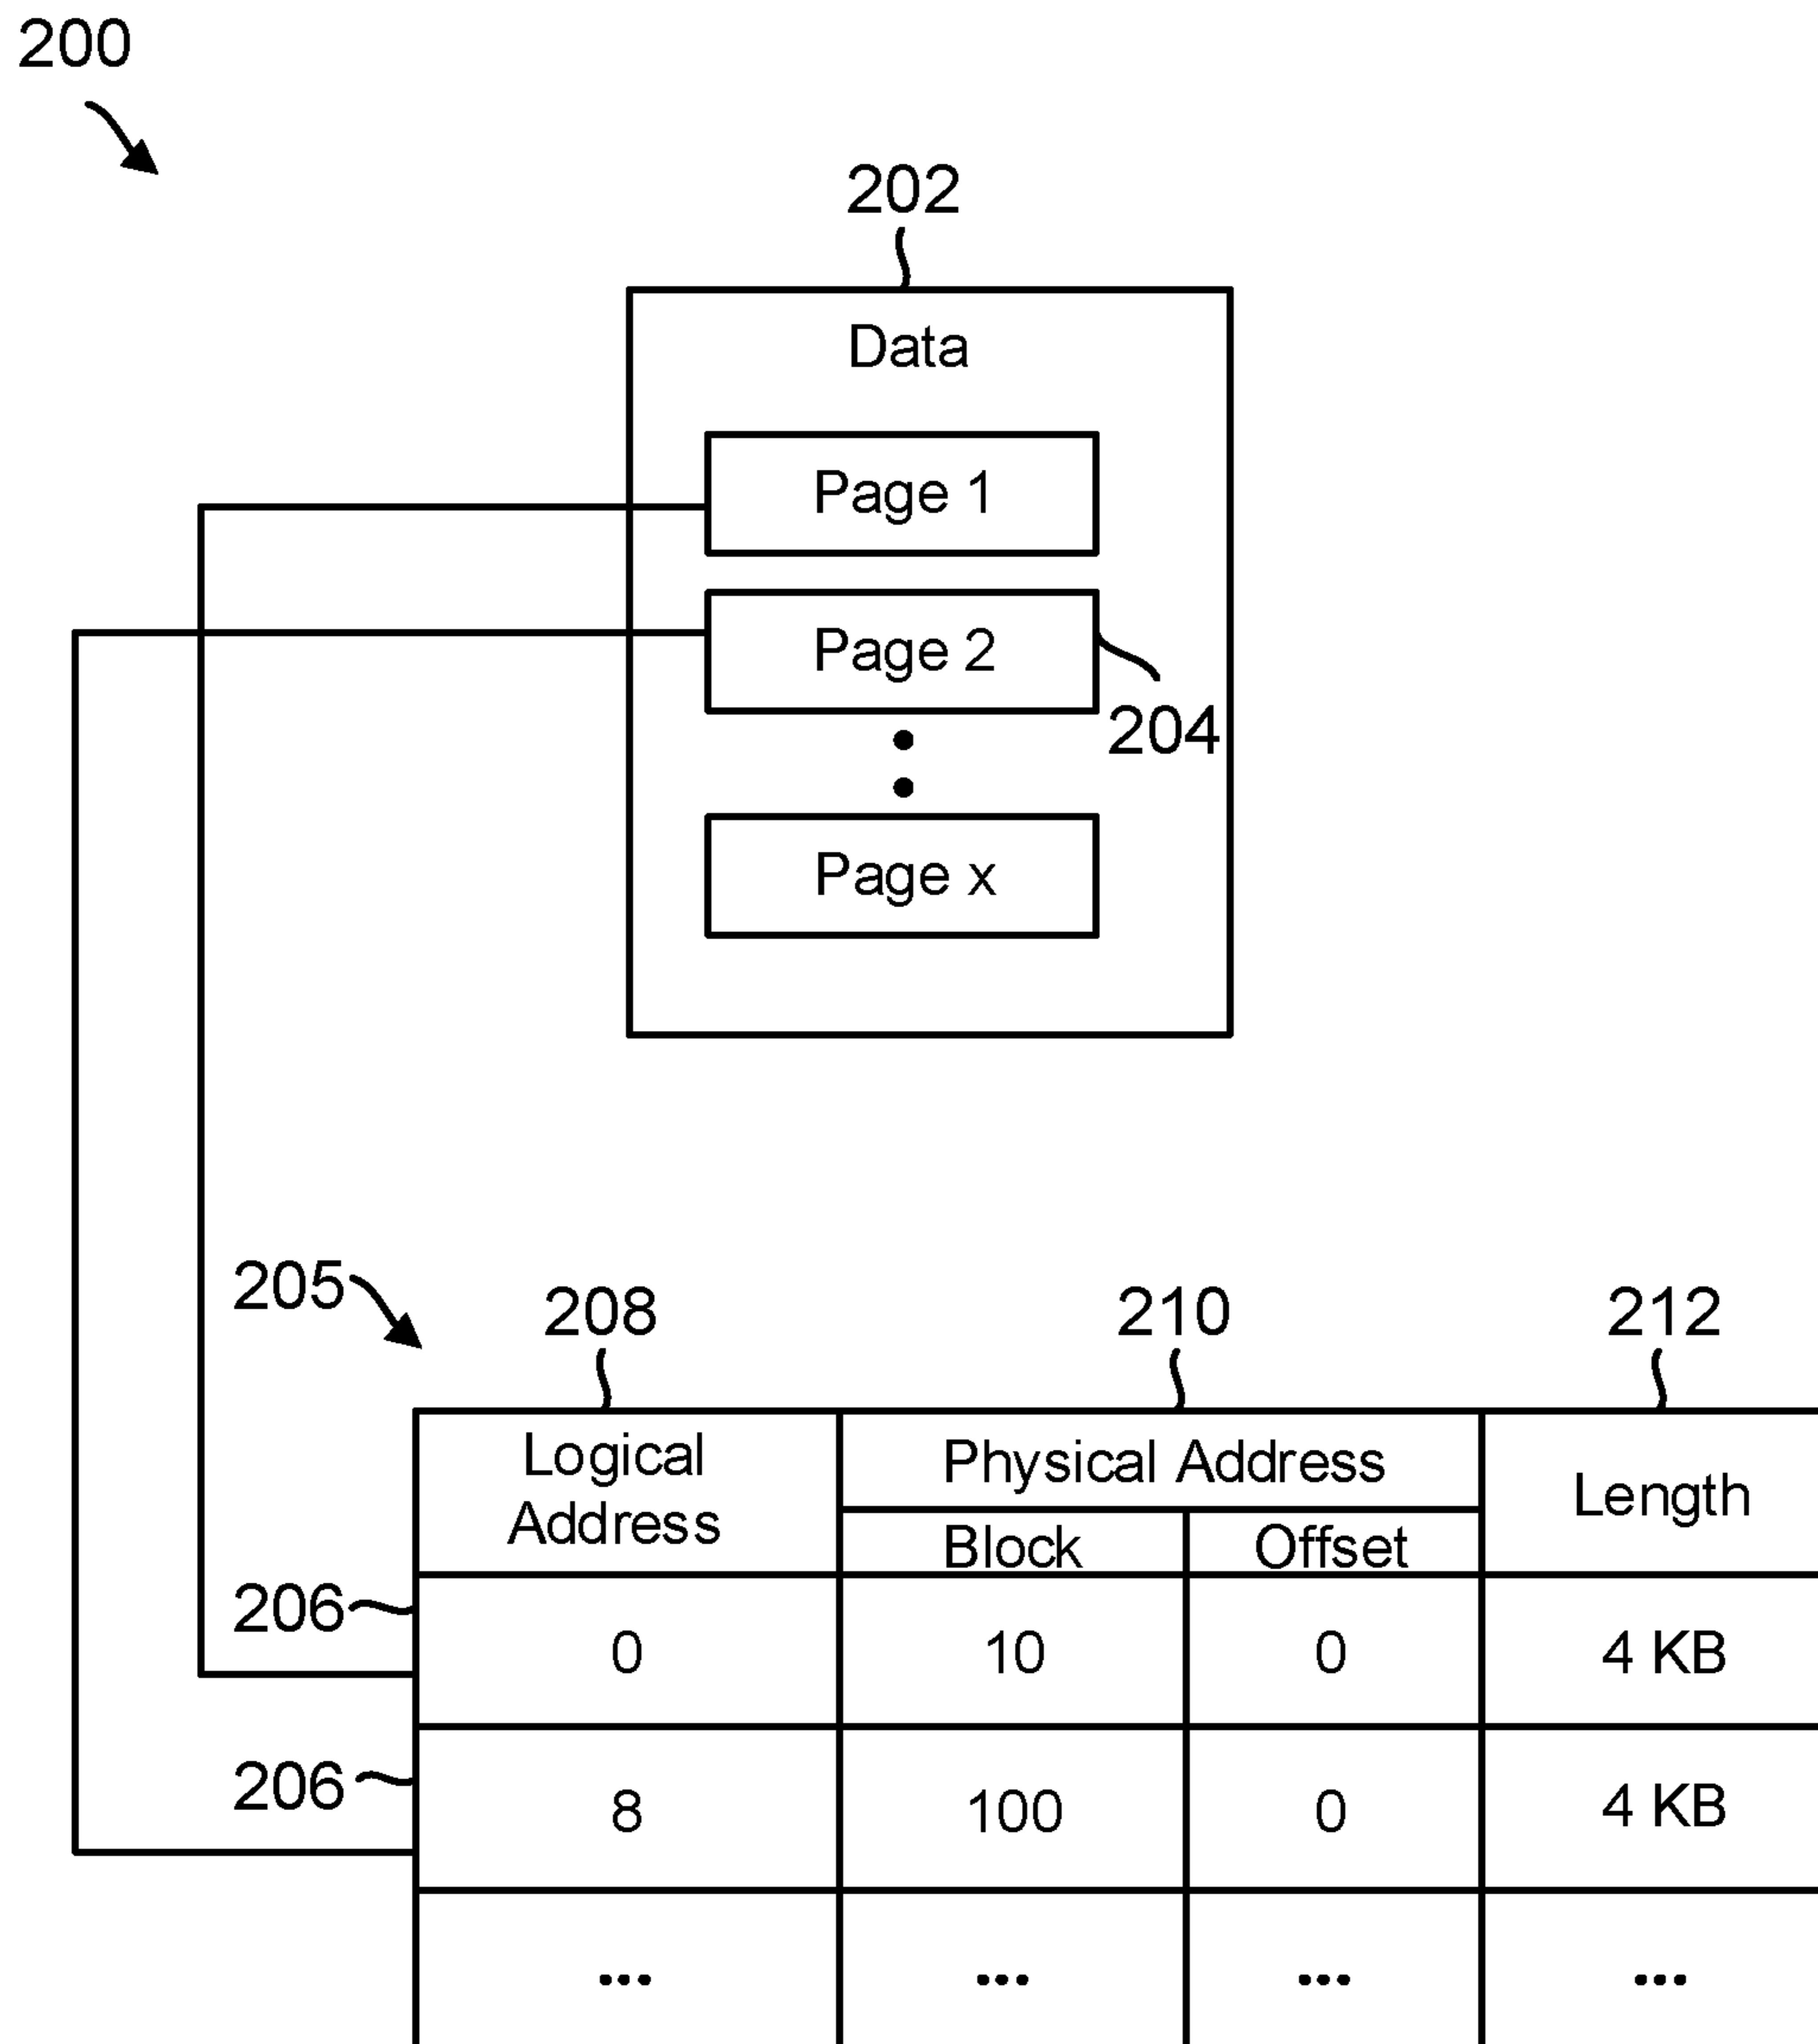 200
202
Data
Page 1
Page 2
204
Page x
205
208
210
212
Logical
Address
Physical Address
Length
Block
Offset
206
0
10
0
4 KB
206
8
100
0
4 KB
...
...
...
...